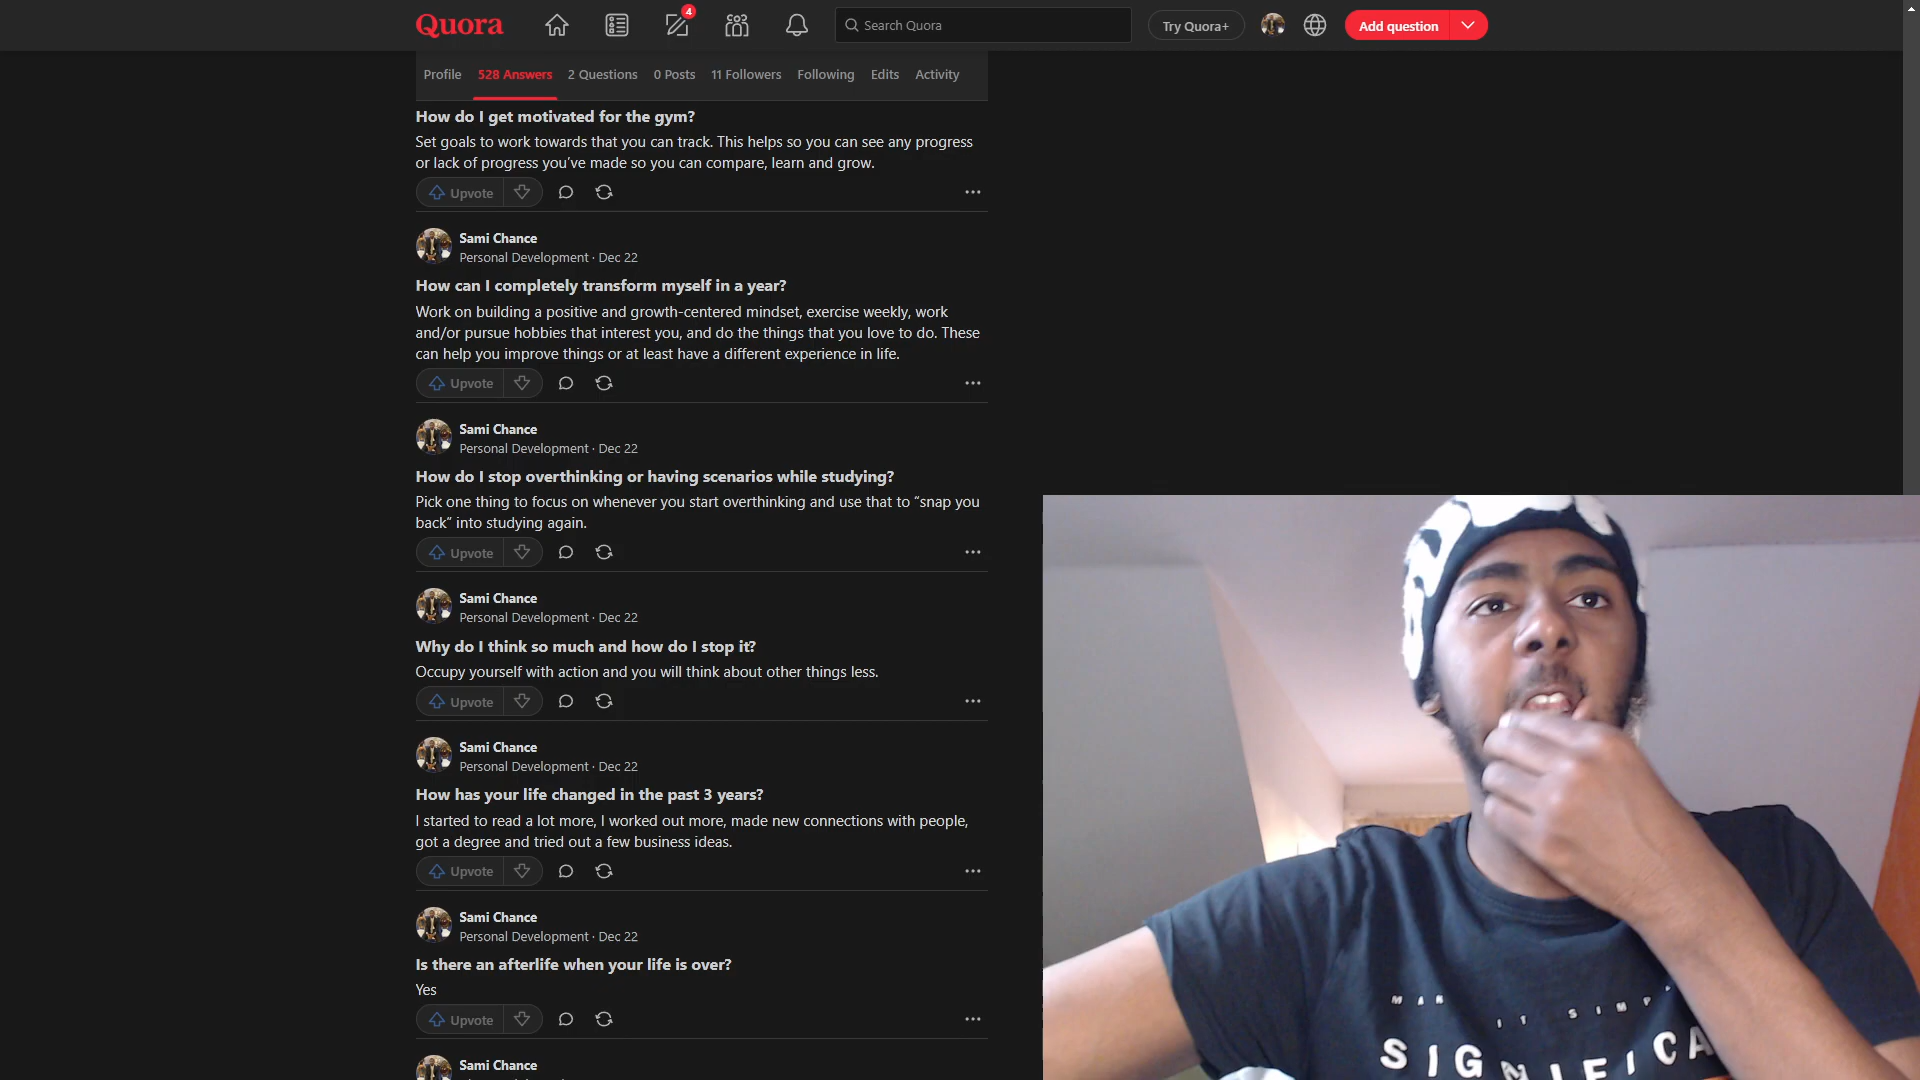 Quora
4
Search Quora
Try Quora+
Add question
Profile
528 Answers
2 Questions
0 Posts
11 Followers
Following
Edits
Activity
How do I get motivated for the gym?
Set goals to work towards that you can track. This helps so you can see any progress
or lack of progress you’ve made so you can compare, learn and grow.
Upvote
Sami Chance
Personal Development · Dec 22
How can I completely transform myself in a year?
Work on building a positive and growth-centered mindset, exercise weekly, work
and/or pursue hobbies that interest you, and do the things that you love to do. These
can help you improve things or at least have a different experience in life.
Upvote
Sami Chance
Personal Development · Dec 22
How do I stop overthinking or having scenarios while studying?
Pick one thing to focus on whenever you start overthinking and use that to “snap you
back” into studying again.
Upvote
Sami Chance
Personal Development · Dec 22
Why do I think so much and how do I stop it?
Occupy yourself with action and you will think about other things less.
Upvote
Sami Chance
Personal Development · Dec 22
How has your life changed in the past 3 years?
I started to read a lot more, I worked out more, made new connections with people,
got a degree and tried out a few business ideas.
Upvote
Sami Chance
Personal Development · Dec 22
Is there an afterlife when your life is over?
Yes
Upvote
Sami Chance
IT